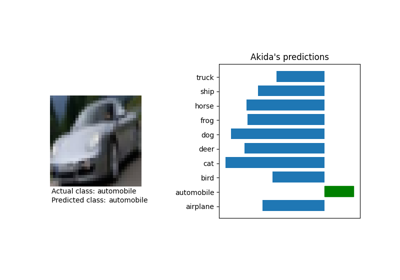 Akida's predictions
truck
ship
horse
frog
dog
deer
cat
bird
automobile
airplane
Actual class: automobile
Predicted class: automobile